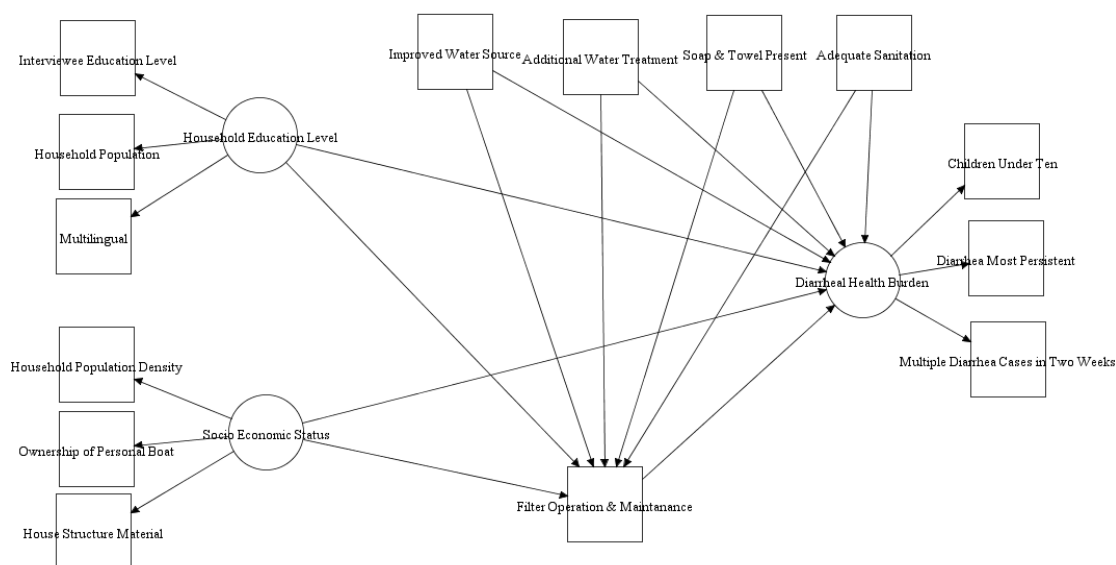 Interviewee Education Level
Improved Water Source
Additional Water Treatment
Soap & Towel Present
Adequate Sanitation
Household Education Level
Household Population
Children Under Ten
Multilingual
Diarrhea Most Persistent
Diarrheal Health Burden
Household Population Density
Multiple Diarrhea Cases in Two Weeks
Socio Economic Status
Ownership of Personal Boat
Filter Operation & Maintanance
House Structure Material